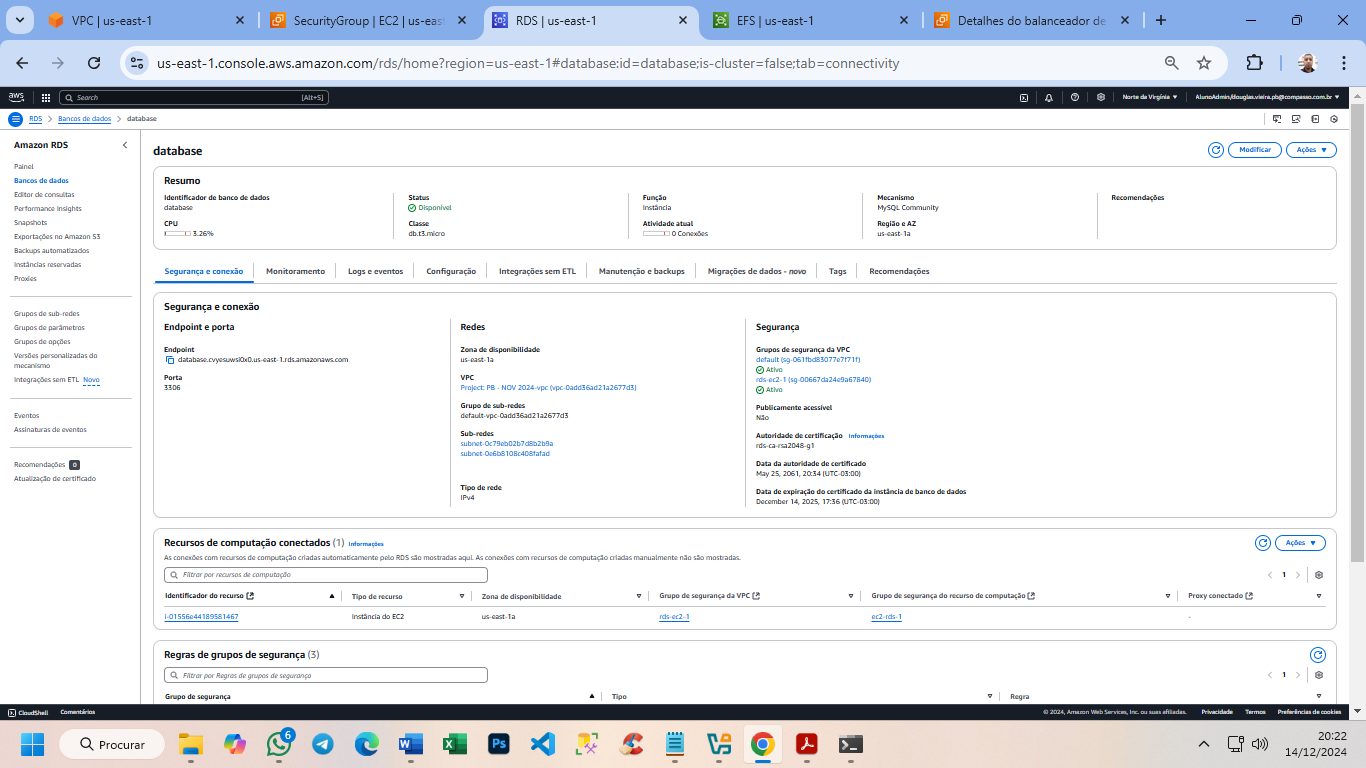 VPC | us-east-1
SecurityGroup | EC2 | us-eas
RDS | us-east-1
EFS | us-east-1
Detalhes do balanceador de
us-east-1.console.aws.amazon.com/rds/home?region=us-east-1#database:id=database;is-cluster=false;tab=connectivity
aws
Search
[Alt+S]
Norte da Virgínia
AlunoAdmin/douglas.vieira.pb@compasso.com.br
RDS
Bancos de dados
database
Amazon RDS
Painel
Bancos de dados
Editor de consultas
Performance Insights
Snapshots
Exportações no Amazon S3
Backups automatizados
Instâncias reservadas
Proxies
Grupos de sub-redes
Grupos de parâmetros
Grupos de opções
Versões personalizadas do
mecanismo
Integrações sem ETL Novo
Eventos
Assinaturas de eventos
Recomendações 0
Atualização de certificado
database
Modificar
Ações
Resumo
Identificador de banco de dados
database
CPU
3.26%
Status
Disponível
Classe
db.t3.micro
Função
Instância
Atividade atual
0 Conexões
Mecanismo
MySQL Community
Região e AZ
us-east-1a
Recomendações
Segurança e conexão
Monitoramento
Logs e eventos
Configuração
Integrações sem ETL
Manutenção e backups
Migrações de dados - novo
Tags
Recomendações
Segurança e conexão
Endpoint e porta
Endpoint
database.cvyesuwsi0x0.us-east-1.rds.amazonaws.com
Porta
3306
Redes
Zona de disponibilidade
us-east-1a
VPC
Project: PB - NOV 2024-vpc (vpc-0add36ad21a2677d3)
Grupo de sub-redes
default-vpc-0add36ad21a2677d3
Sub-redes
subnet-0c79eb02b7d8b2b9a
subnet-0e6b8108c408fafad
Tipo de rede
IPv4
Segurança
Grupos de segurança da VPC
default (sg-061fbd83077e7f71f)
Ativo
rds-ec2-1 (sg-00667da24e9a67840)
Ativo
Publicamente acessível
Não
Autoridade de certificação Informações
rds-ca-rsa2048-g1
Data da autoridade de certificado
May 25, 2061, 20:34 (UTC-03:00)
Data de expiração do certificado da instância de banco de dados
December 14, 2025, 17:36 (UTC-03:00)
Recursos de computação conectados (1) Informações
As conexões com recursos de computação criadas automaticamente pelo RDS são mostradas aqui. As conexões com recursos de computação criadas manualmente não são mostradas.
Ações
Filtrar por recursos de computação
1
Identificador do recurso
Tipo de recurso
Zona de disponibilidade
Grupo de segurança da VPC
Grupo de segurança do recurso de computação
Proxy conectado
i-01556e44189581467
Instância do EC2
us-east-1a
rds-ec2-1
ec2-rds-1
-
Regras de grupos de segurança (3)
Filtrar por Regras de grupos de segurança
1
Grupo de segurança
Tipo
Regra
CloudShell
Comentários
© 2024, Amazon Web Services, Inc. ou suas afiliadas.
Privacidade
Termos
Preferências de cookies
Procurar
6
20:22
14/12/2024